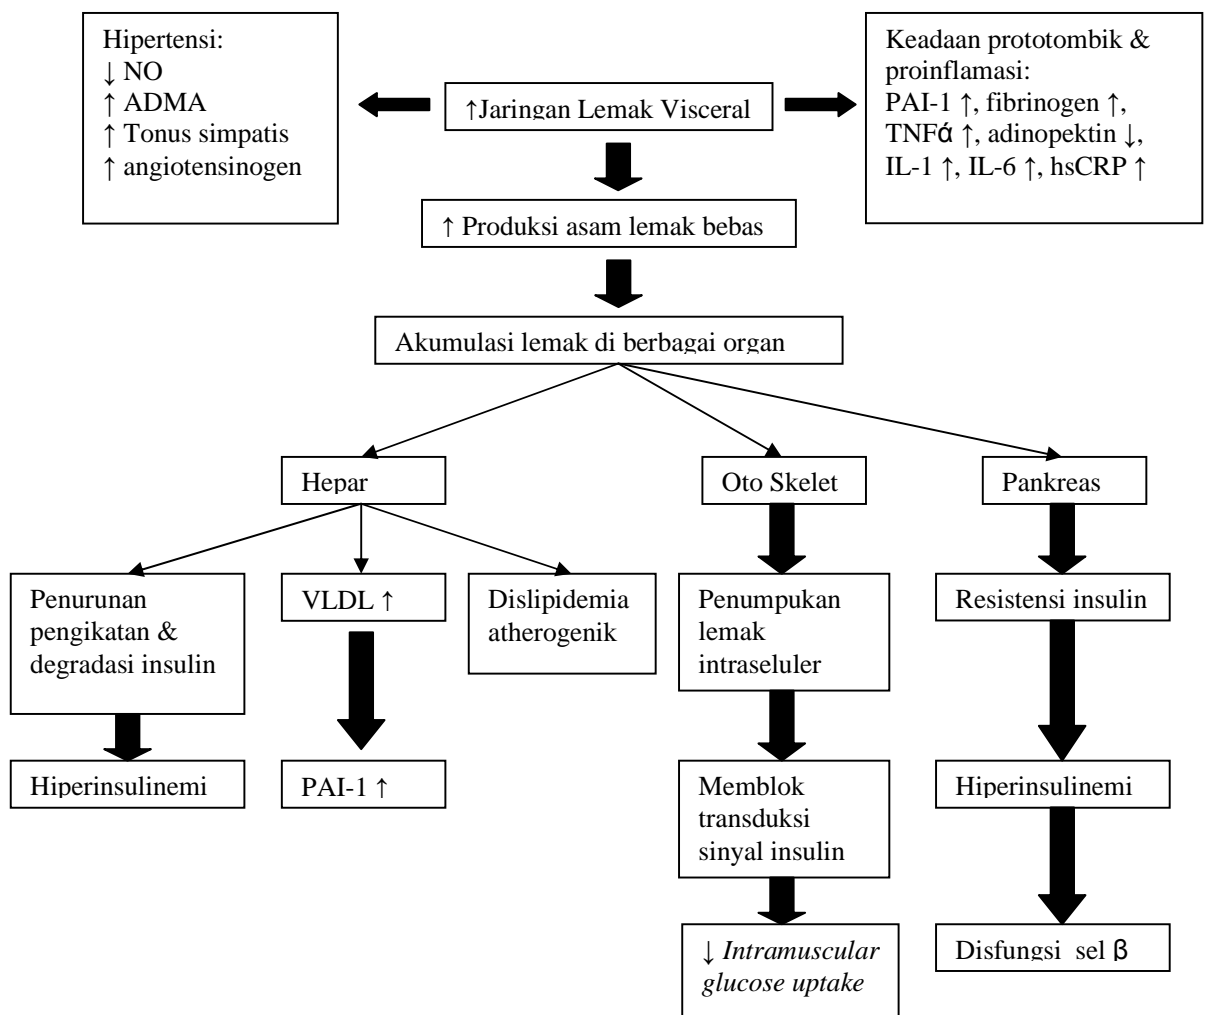 Hipertensi:
↓ NO
↑ ADMA
↑ Tonus simpatis
↑ angiotensinogen
↑Jaringan Lemak Visceral
Keadaan prototombik &
proinflamasi:
PAI-1 ↑, fibrinogen ↑,
TNFά ↑, adinopektin ↓,
IL-1 ↑, IL-6 ↑, hsCRP ↑
↑ Produksi asam lemak bebas
Akumulasi lemak di berbagai organ
Hepar
Oto Skelet
Pankreas
Penurunan
pengikatan &
degradasi insulin
VLDL ↑
Dislipidemia
atherogenik
Penumpukan
lemak
intraseluler
Resistensi insulin
Hiperinsulinemi
PAI-1 ↑
Memblok
transduksi
sinyal insulin
Hiperinsulinemi
↓ Intramuscular
glucose uptake
Disfungsi sel β